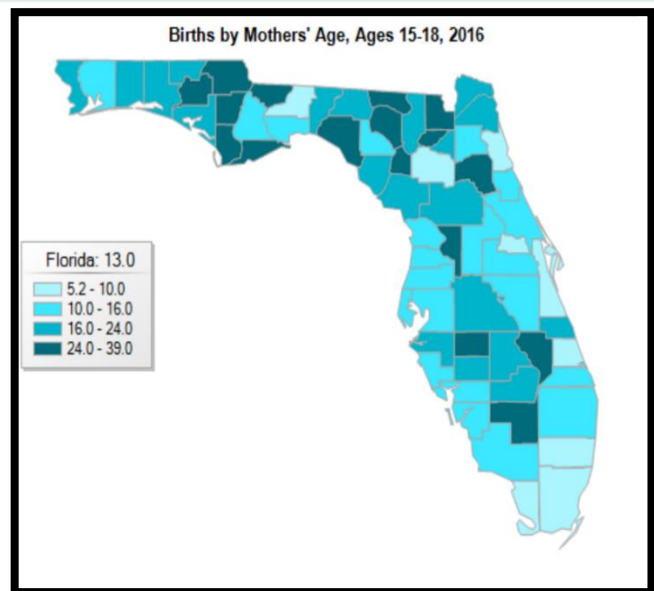 Births by Mothers' Age, Ages 15-18, 2016
Florida: 13.0
5.2 - 10.0
10.0 - 16.0
16.0 - 24.0
24.0 - 39.0